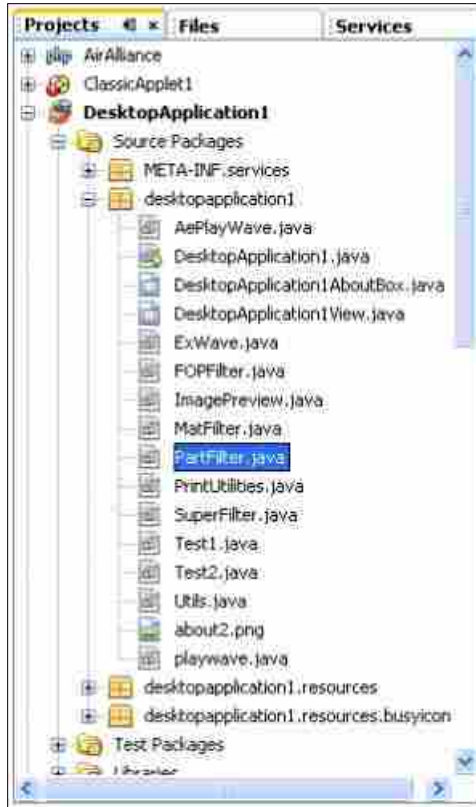 Projects Files Services
php AirAlliance
ClassicApplet1
DesktopApplication1
Source Packages
META-INF.services
desktopapplication1
AePlayWave.java
DesktopApplication1.java
DesktopApplication1AboutBox.java
DesktopApplication1View.java
ExWave.java
FOPFilter.java
ImagePreview.java
MatFilter.java
PartFilter.java
PrintUtilities.java
SuperFilter.java
Test1.java
Test2.java
Utils.java
about2.png
playwave.java
desktopapplication1.resources
desktopapplication1.resources.busyicon
Test Packages
Libraries